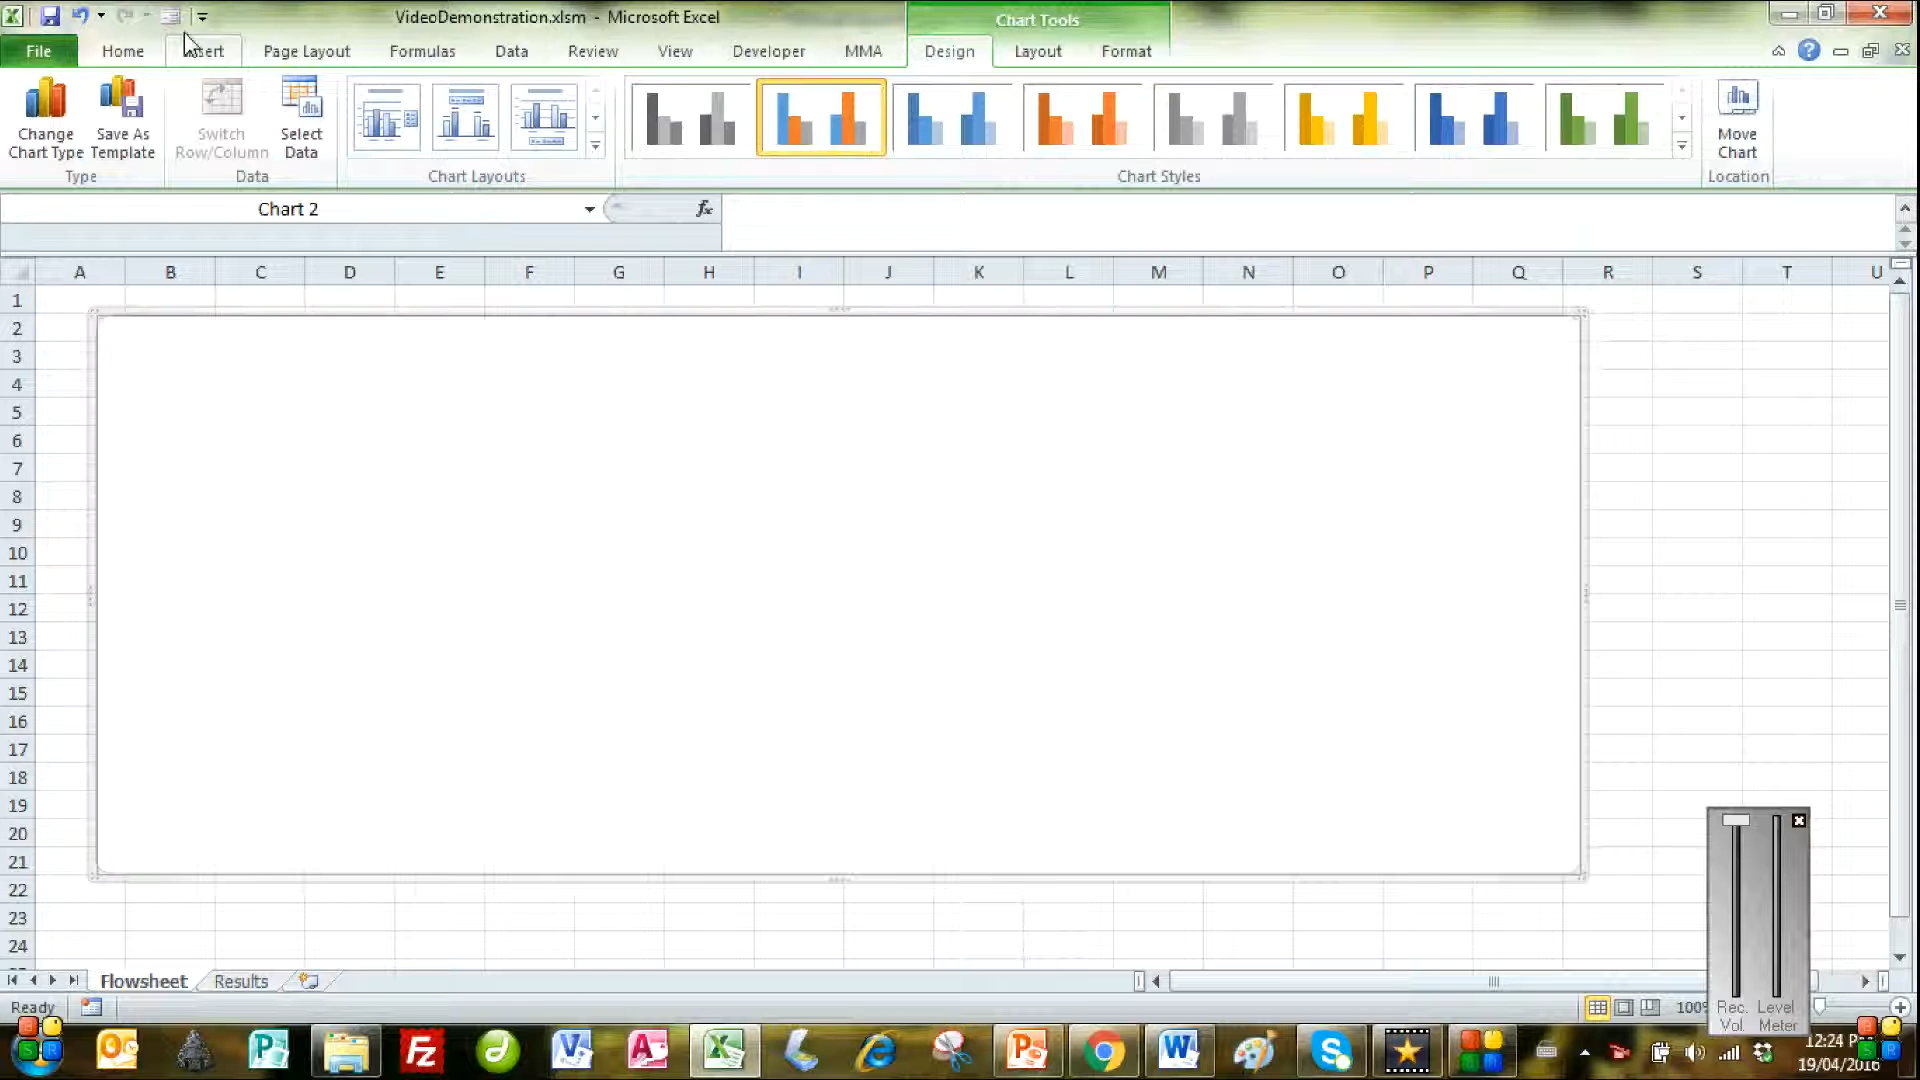 VideoDemonstration.xlsm - Microsoft Excel
Chart Tools
File Home Insert Page Layout Formulas Data Review View Developer MMA Design Layout Format
Change Chart Type
Save As Template
Switch Row/Column
Select Data
Move Chart
Type Data Chart Layouts Chart Styles Location
Chart 2
fx
A B C D E F G H I J K L M N O P Q R S T U
1
2
3
4
5
6
7
8
9
10
11
12
13
14
15
16
17
18
19
20
21
22
23
24
Flowsheet Results
Ready
100
Rec. Vol. Level Meter
12:24 P
19/04/2016